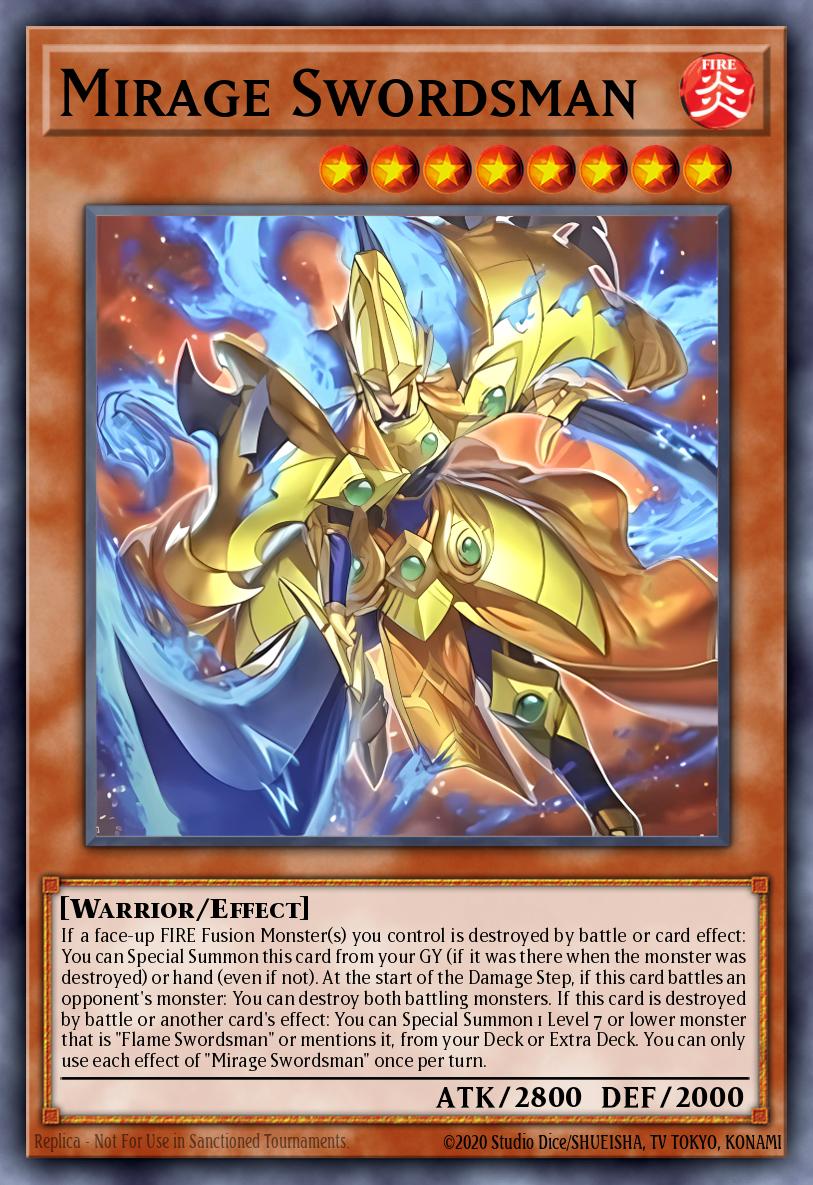 Mirage Swordsman
FIRE
炎
[Warrior/Effect]
If a face-up FIRE Fusion Monster(s) you control is destroyed by battle or card effect:
You can Special Summon this card from your GY (if it was there when the monster was
destroyed) or hand (even if not). At the start of the Damage Step, if this card battles an
opponent's monster: You can destroy both battling monsters. If this card is destroyed
by battle or another card's effect: You can Special Summon 1 Level 7 or lower monster
that is "Flame Swordsman" or mentions it, from your Deck or Extra Deck. You can only
use each effect of "Mirage Swordsman" once per turn.
ATK/2800 DEF/2000
Replica - Not For Use in Sanctioned Tournaments.
©2020 Studio Dice/SHUEISHA, TV TOKYO, KONAMI